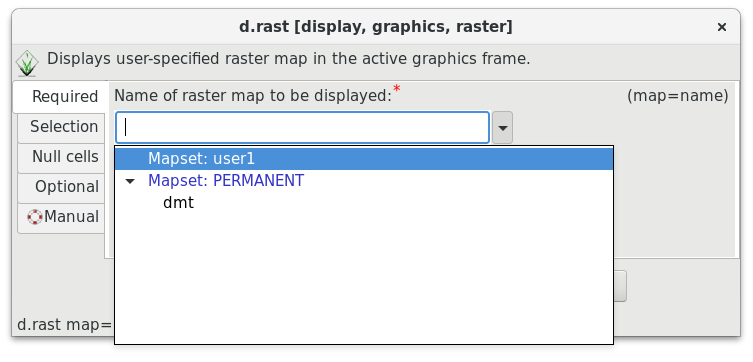 d.rast [display, graphics, raster]
Displays user-specified raster map in the active graphics frame.
Required
Name of raster map to be displayed:*
(map=name)
Selection
Null cells
Optional
Manual
Mapset: user1
Mapset: PERMANENT
dmt
d.rast map=